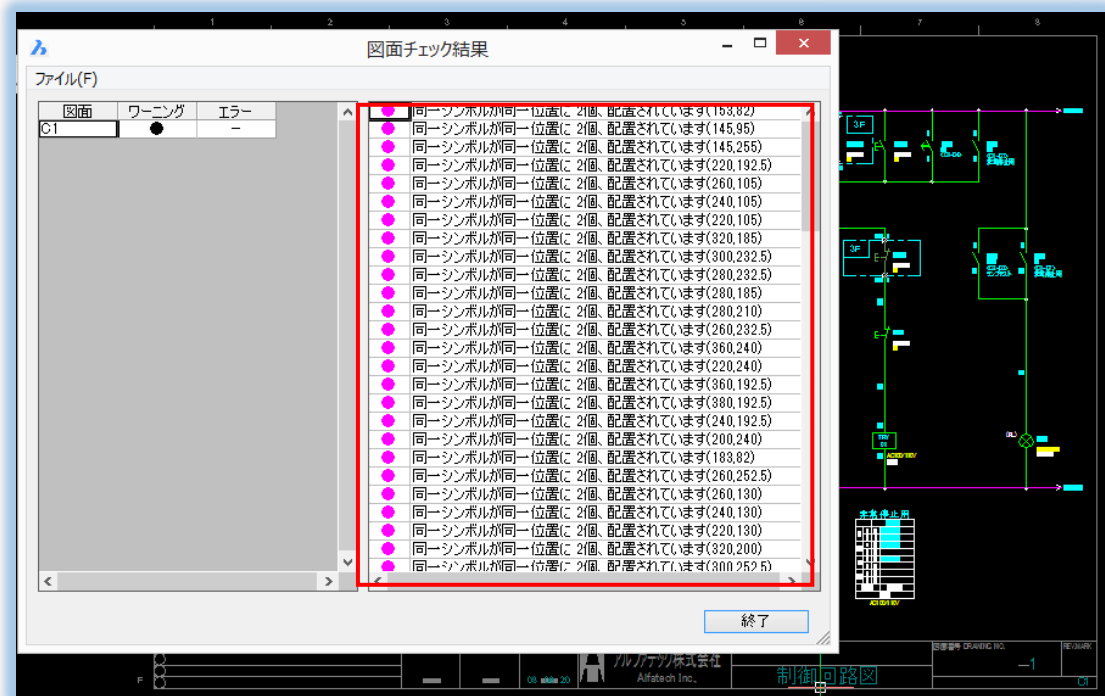 1 2 3 4 5 6 7 8
図面チェック結果
ファイル(F)
図面 ワーニング エラー
C1 ● －
同一シンボルが同一位置に 2個、配置されています(153,82)
同一シンボルが同一位置に 2個、配置されています(145,95)
同一シンボルが同一位置に 2個、配置されています(145,255)
同一シンボルが同一位置に 2個、配置されています(220,192.5)
同一シンボルが同一位置に 2個、配置されています(260,105)
同一シンボルが同一位置に 2個、配置されています(240,105)
同一シンボルが同一位置に 2個、配置されています(220,105)
同一シンボルが同一位置に 2個、配置されています(320,185)
同一シンボルが同一位置に 2個、配置されています(300,232.5)
同一シンボルが同一位置に 2個、配置されています(280,232.5)
同一シンボルが同一位置に 2個、配置されています(280,185)
同一シンボルが同一位置に 2個、配置されています(280,210)
同一シンボルが同一位置に 2個、配置されています(260,232.5)
同一シンボルが同一位置に 2個、配置されています(360,240)
同一シンボルが同一位置に 2個、配置されています(220,240)
同一シンボルが同一位置に 2個、配置されています(360,192.5)
同一シンボルが同一位置に 2個、配置されています(380,192.5)
同一シンボルが同一位置に 2個、配置されています(240,192.5)
同一シンボルが同一位置に 2個、配置されています(200,240)
同一シンボルが同一位置に 2個、配置されています(183,82)
同一シンボルが同一位置に 2個、配置されています(260,252.5)
同一シンボルが同一位置に 2個、配置されています(260,130)
同一シンボルが同一位置に 2個、配置されています(240,130)
同一シンボルが同一位置に 2個、配置されています(220,130)
同一シンボルが同一位置に 2個、配置されています(320,200)
同一シンボルが同一位置に 2個、配置されています(300,252.5)
終了
3F
3F
TRY
01
AC100/110V
(RL)
非常停止用
AC100/110V
F
20
アルファテック株式会社
Alfatech Inc.
制御回路図
図面番号 DRAWING NO.
REV.MARK
－1
C1